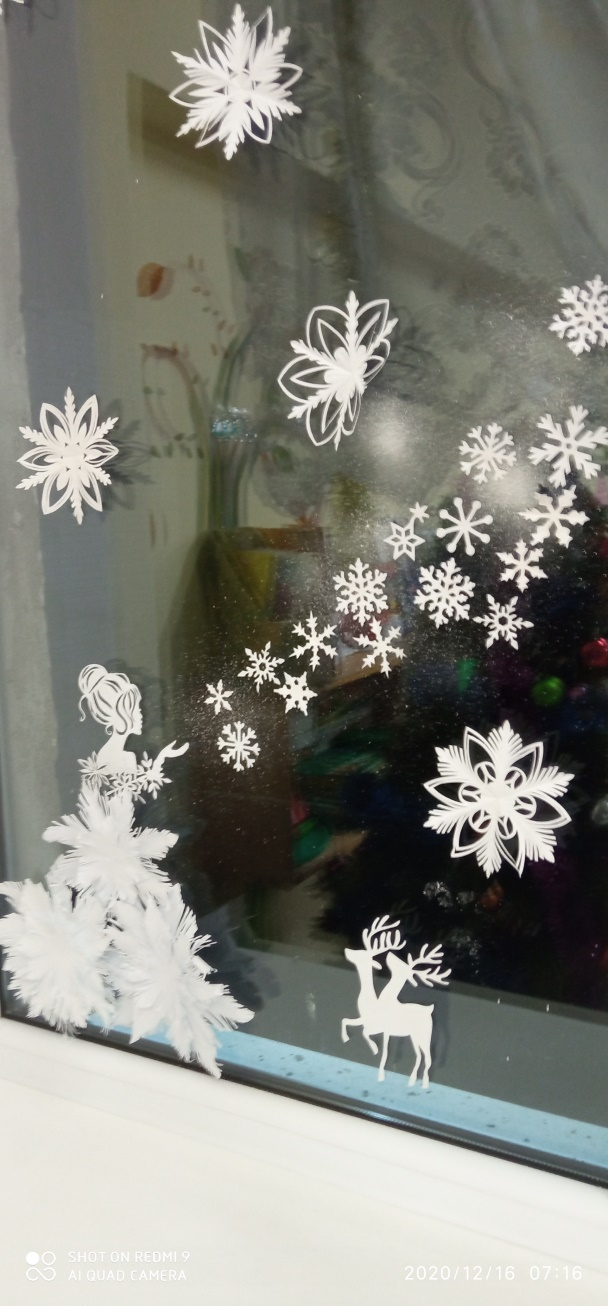 SHOT ON REDMI 9
AI QUAD CAMERA
2020/12/16 07:16